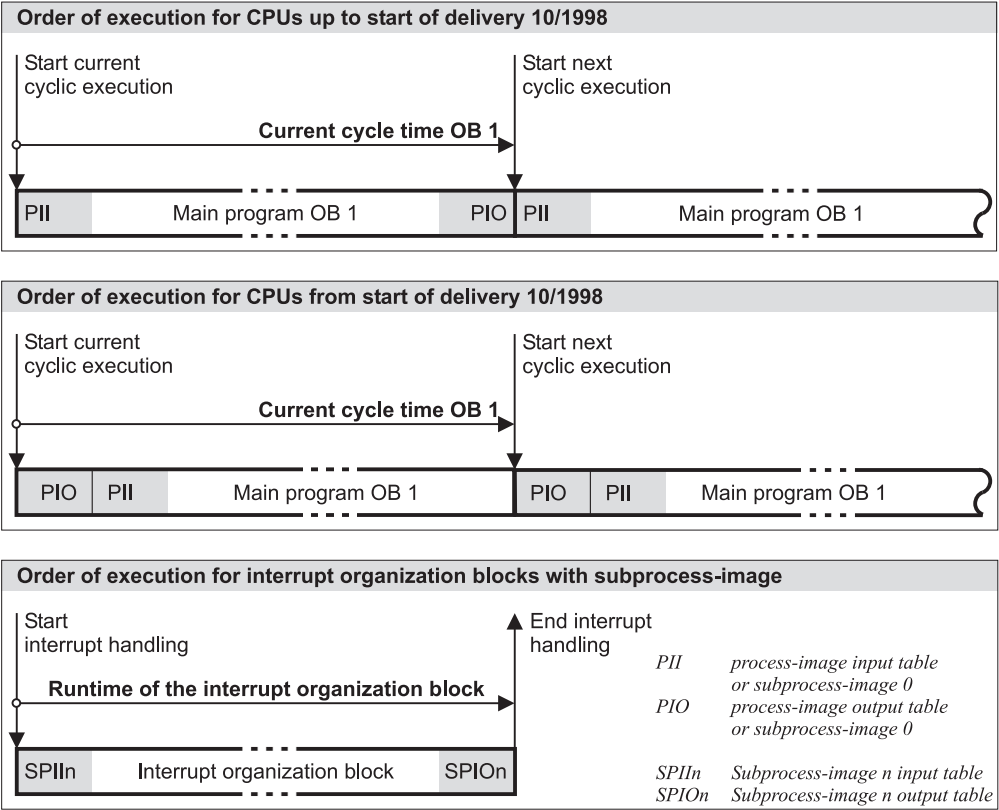 Order of execution for CPUs up to start of delivery 10/1998
Start current
cyclic execution
Start next
cyclic execution
Current cycle time OB 1
PII
Main program OB 1
PIO
PII
Main program OB 1
Order of execution for CPUs from start of delivery 10/1998
Start current
cyclic execution
Start next
cyclic execution
Current cycle time OB 1
PIO
PII
Main program OB 1
PIO
PII
Main program OB 1
Order of execution for interrupt organization blocks with subprocess-image
Start
interrupt handling
End interrupt
handling
Runtime of the interrupt organization block
SPIIn
Interrupt organization block
SPIOn
PII process-image input table
or subprocess-image 0
PIO process-image output table
or subprocess-image 0
SPIIn Subprocess-image n input table
SPIOn Subprocess-image n output table